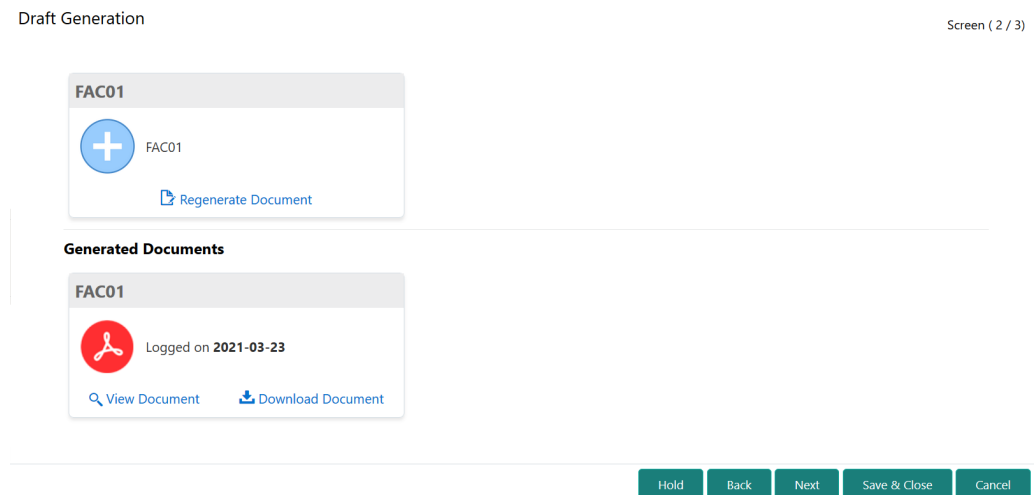 Draft Generation
Screen ( 2 / 3)
FAC01
FAC01
Regenerate Document
Generated Documents
FAC01
Logged on 2021-03-23
View Document Download Document
Hold Back Next Save & Close Cancel